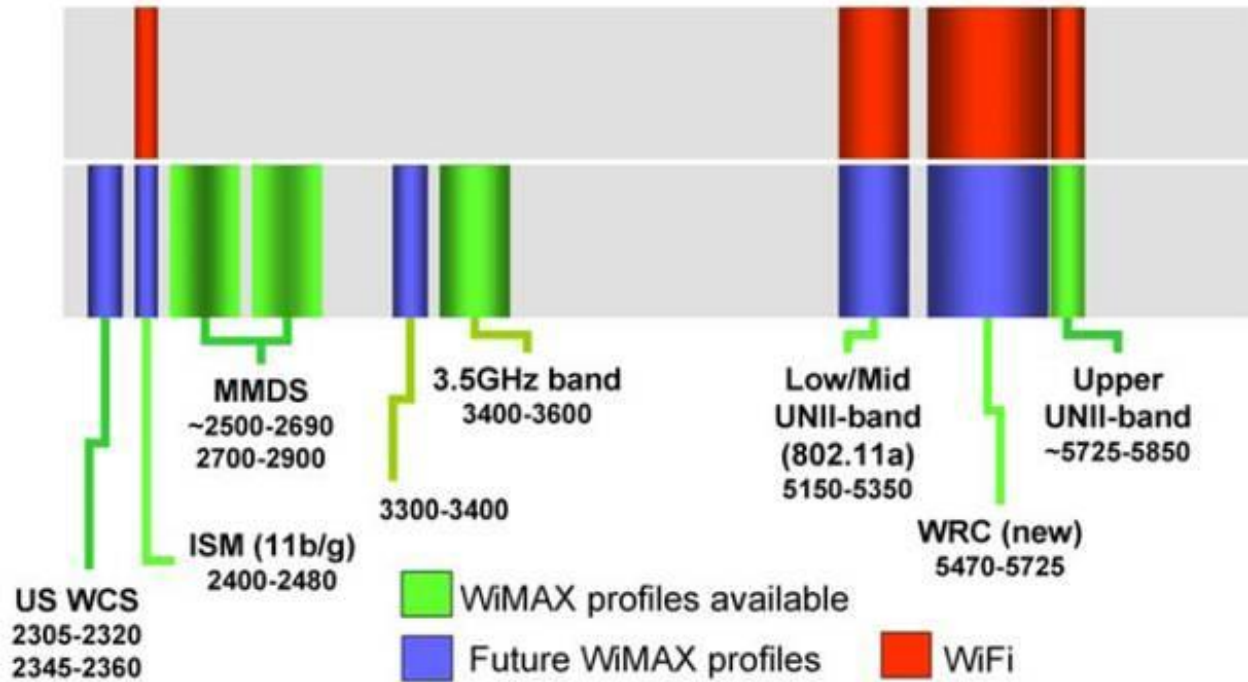 MMDS
~2500-2690
2700-2900
3.5GHz band
3400-3600
Low/Mid
UNII-band
(802.11a)
5150-5350
Upper
UNII-band
~5725-5850
3300-3400
ISM (11b/g)
2400-2480
WRC (new)
5470-5725
US WCS
2305-2320
2345-2360
WiMAX profiles available
Future WiMAX profiles
WiFi